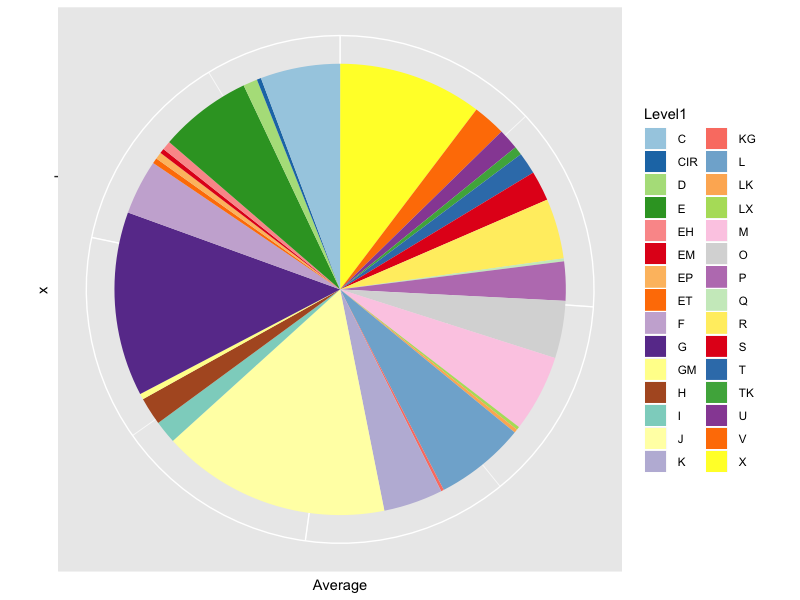 Level1
C KG
CIR L
D LK
E LX
EH M
EM O
EP P
ET Q
F R
G S
GM T
H TK
I U
J V
K X
x
Average